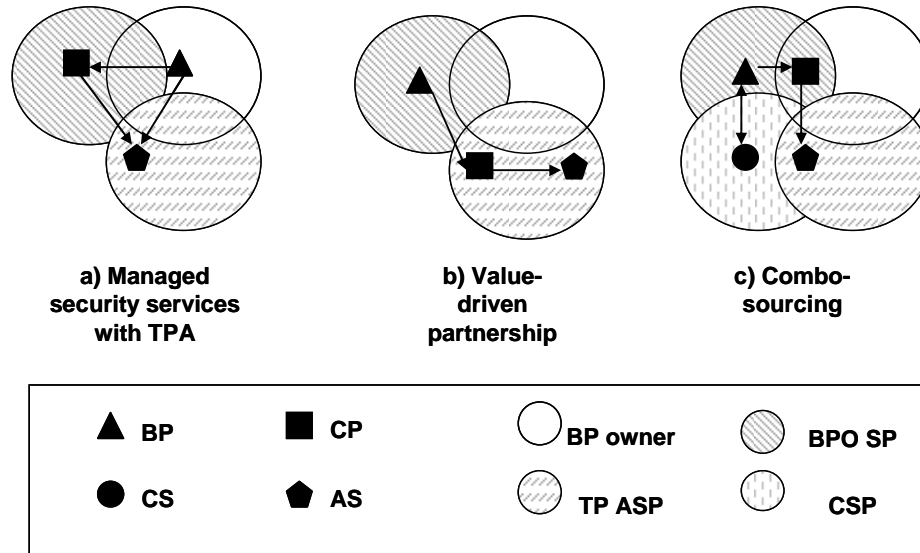 a) Managed
security services
with TPA
b) Value-
driven
partnership
c) Combo-
sourcing
BP
CP
BP owner
BPO SP
CS
AS
TP ASP
CSP